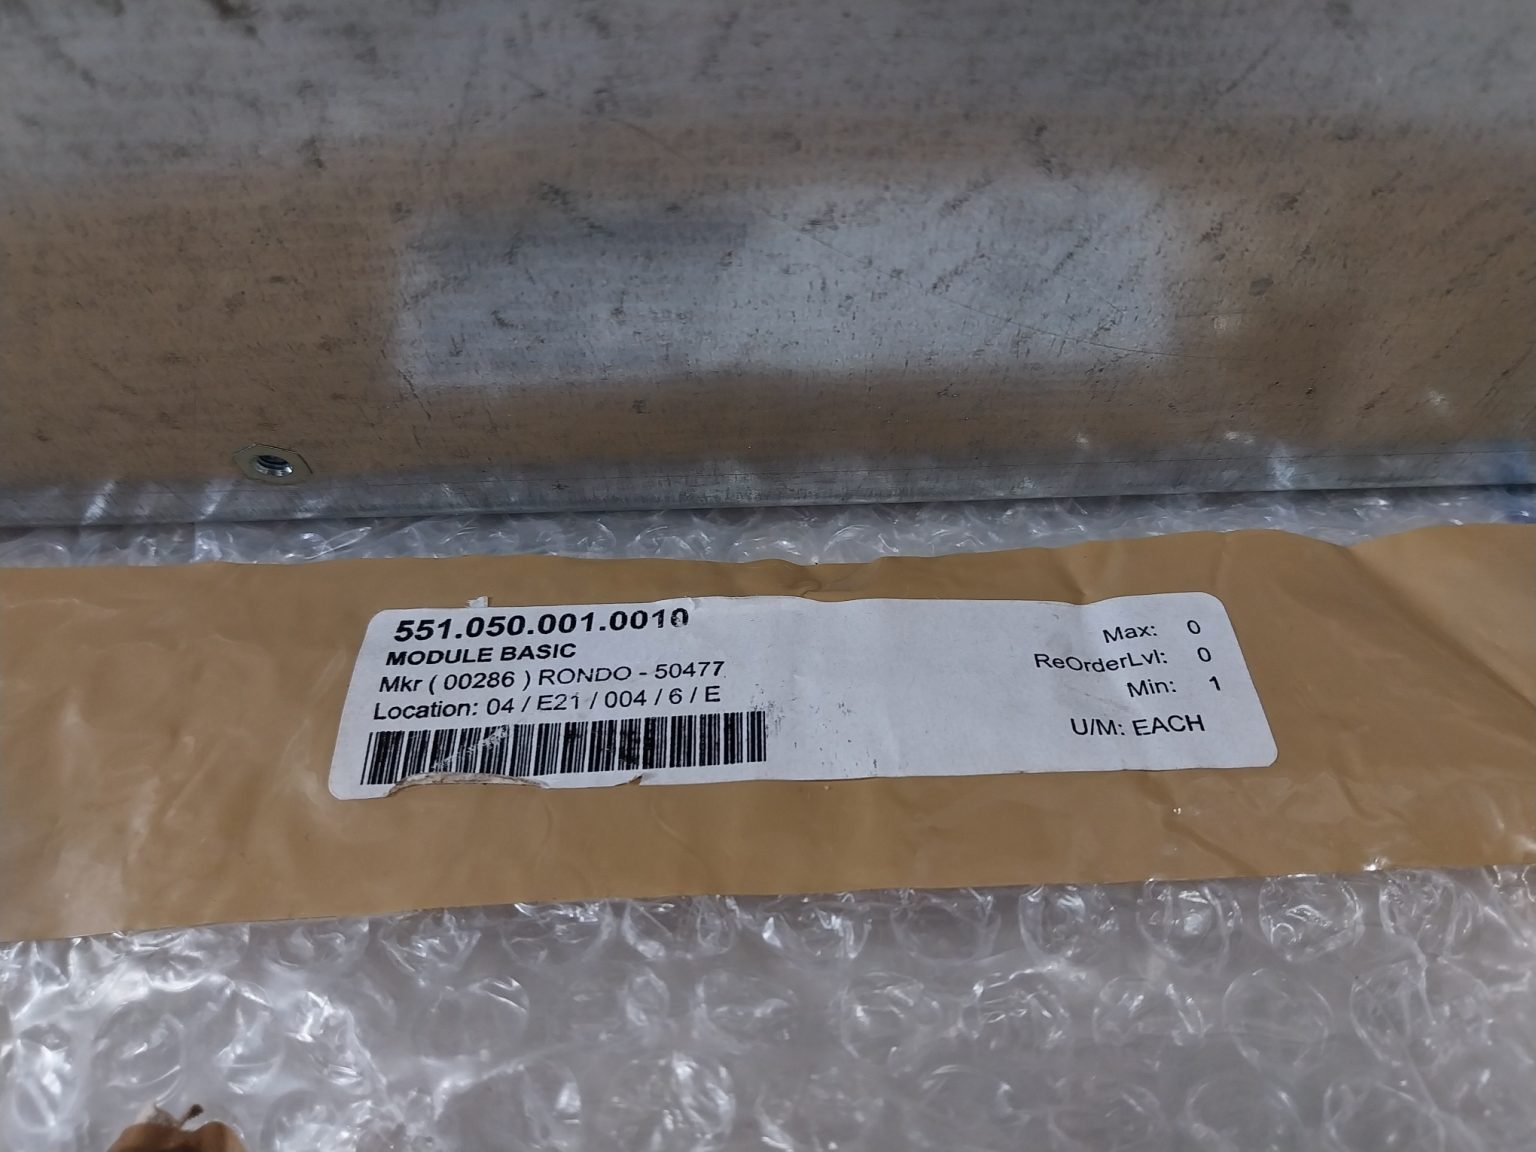 551.050.001.0010
MODULE BASIC
Mkr ( 00286 ) RONDO - 50477
Location: 04 / E21 / 004 / 6 / E
Max: 0
ReOrderLvl: 0
Min: 1
U/M: EACH